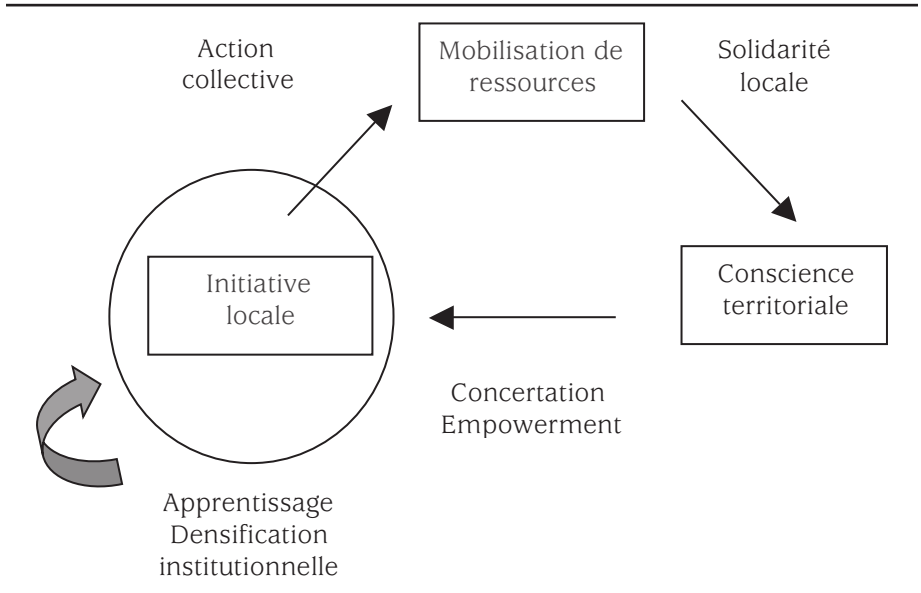 Action
collective
Mobilisation de
ressources
Solidarité
locale
Initiative
locale
Conscience
territoriale
Concertation
Empowerment
Apprentissage
Densification
institutionnelle